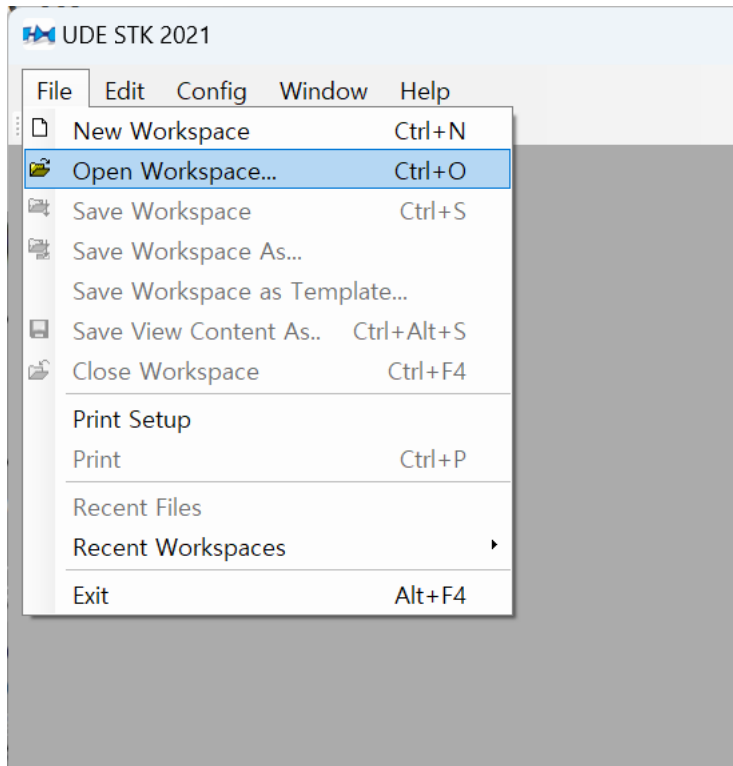 UDE STK 2021
File Edit Config Window Help
New Workspace Ctrl+N
Open Workspace... Ctrl+O
Save Workspace Ctrl+S
Save Workspace As...
Save Workspace as Template...
Save View Content As.. Ctrl+Alt+S
Close Workspace Ctrl+F4
Print Setup
Print Ctrl+P
Recent Files
Recent Workspaces
Exit Alt+F4